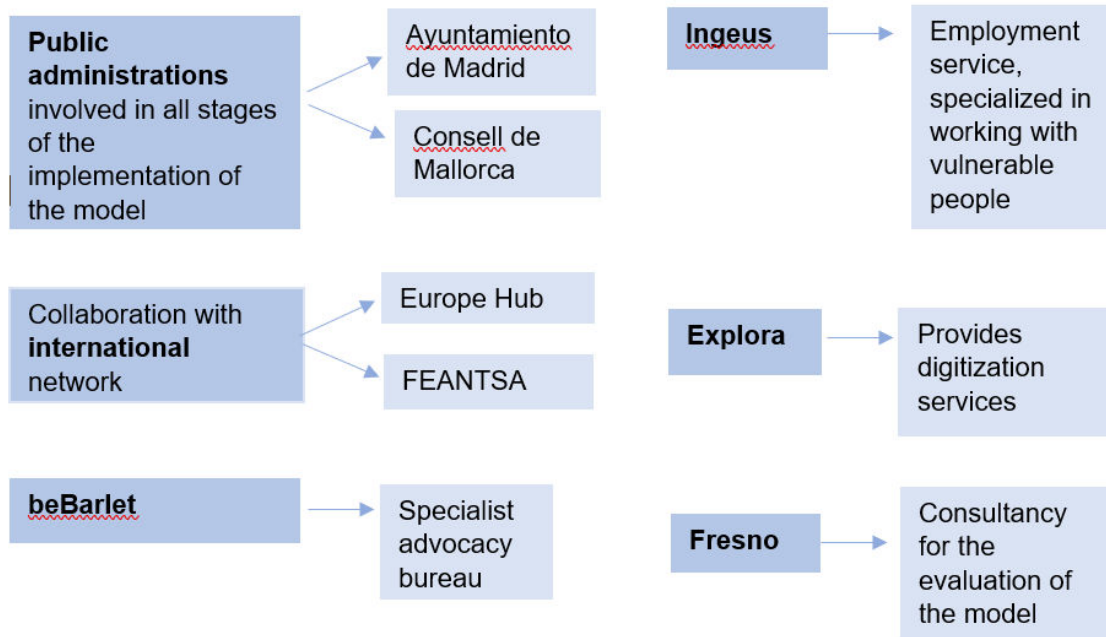 Public
administrations
involved in all stages
of the
implementation of
the model
Ayuntamiento
de Madrid
Consell de
Mallorca
Collaboration with
international
network
Europe Hub
FEANTSA
beBarlet
Specialist
advocacy
bureau
Ingeus
Employment
service,
specialized in
working with
vulnerable
people
Explora
Provides
digitization
services
Fresno
Consultancy
for the
evaluation of
the model